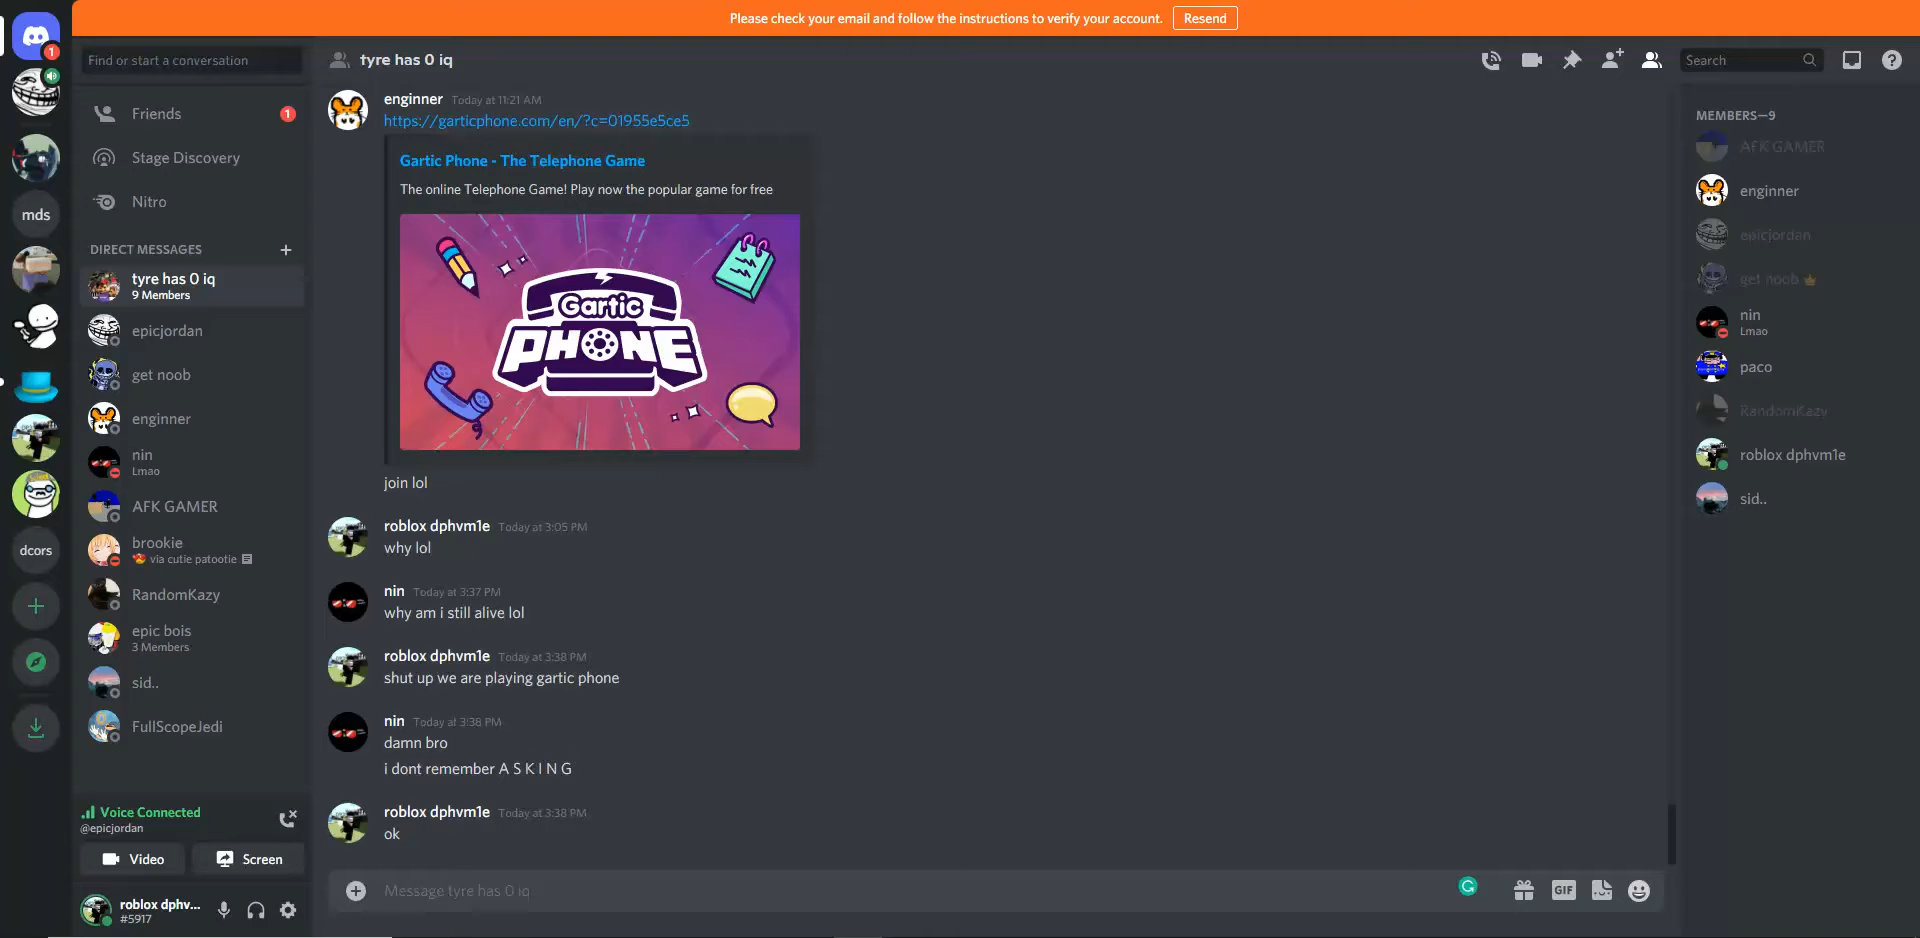 Please check your email and follow the instructions to verify your account. Resend
1
mds
dcors
Find or start a conversation
Friends 1
Stage Discovery
Nitro
DIRECT MESSAGES
tyre has 0 iq
9 Members
epicjordan
get noob
enginner
nin
Lmao
AFK GAMER
brookie
via cutie patootie
RandomKazy
epic bois
3 Members
sid..
FullScopeJedi
Voice Connected
@epicjordan
Video Screen
roblox dphv...
#5917
tyre has 0 iq
Search
enginner Today at 11:21 AM
https://garticphone.com/en/?c=01955e5ce5
Gartic Phone - The Telephone Game
The online Telephone Game! Play now the popular game for free
Gartic
PHONE
join lol
roblox dphvm1e Today at 3:05 PM
why lol
nin Today at 3:37 PM
why am i still alive lol
roblox dphvm1e Today at 3:38 PM
shut up we are playing gartic phone
nin Today at 3:38 PM
damn bro
i dont remember A S K I N G
roblox dphvm1e Today at 3:38 PM
ok
Message tyre has 0 iq
GIF
MEMBERS—9
AFK GAMER
enginner
epicjordan
get noob
nin
Lmao
paco
RandomKazy
roblox dphvm1e
sid..